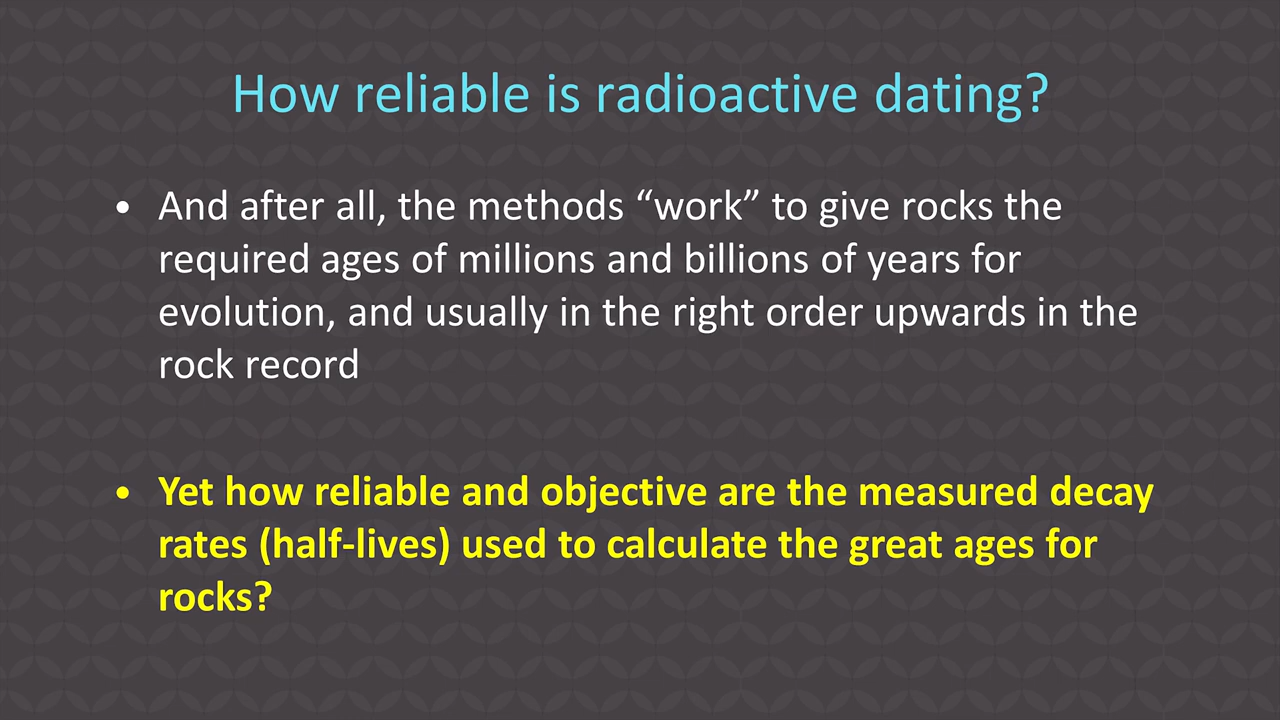 How reliable is radioactive dating?
• And after all, the methods “work” to give rocks the
required ages of millions and billions of years for
evolution, and usually in the right order upwards in the
rock record
• Yet how reliable and objective are the measured decay
rates (half-lives) used to calculate the great ages for
rocks?